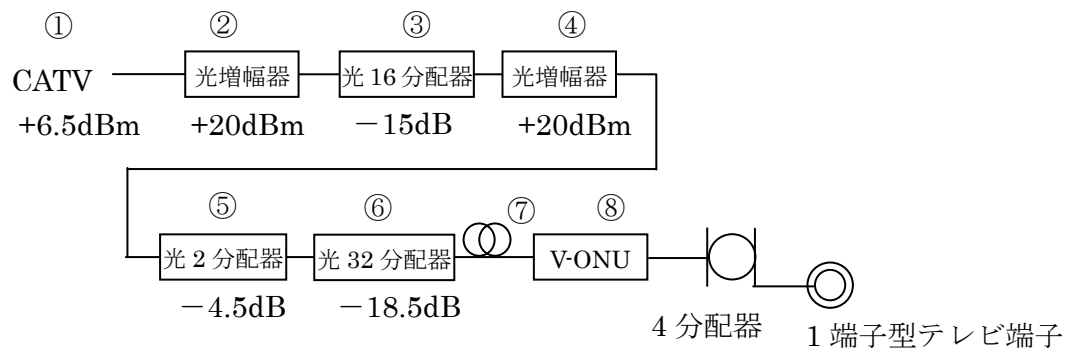 ① ② ③ ④
CATV 光増幅器 光16分配器 光増幅器
+6.5dBm +20dBm −15dB +20dBm
⑤ ⑥ ⑦ ⑧
光2分配器 光32分配器 V-ONU
−4.5dB −18.5dB
4分配器 1端子型テレビ端子